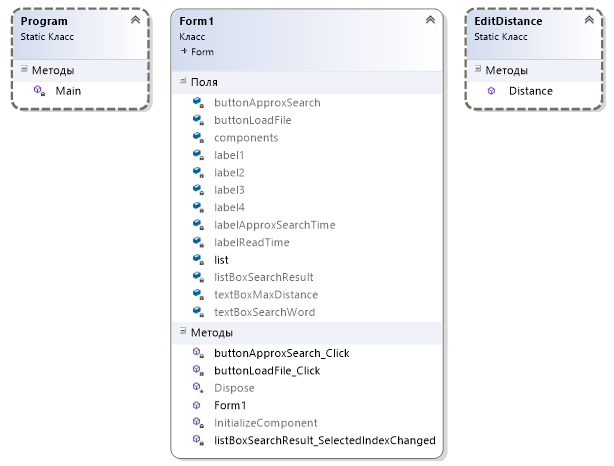 Program
Static Класс
Методы
Main
Form1
Класс
Form
Поля
buttonApproxSearch
buttonLoadFile
components
label1
label2
label3
label4
labelApproxSearchTime
labelReadTime
list
listBoxSearchResult
textBoxMaxDistance
textBoxSearchWord
Методы
buttonApproxSearch_Click
buttonLoadFile_Click
Dispose
Form1
InitializeComponent
listBoxSearchResult_SelectedIndexChanged
EditDistance
Static Класс
Методы
Distance